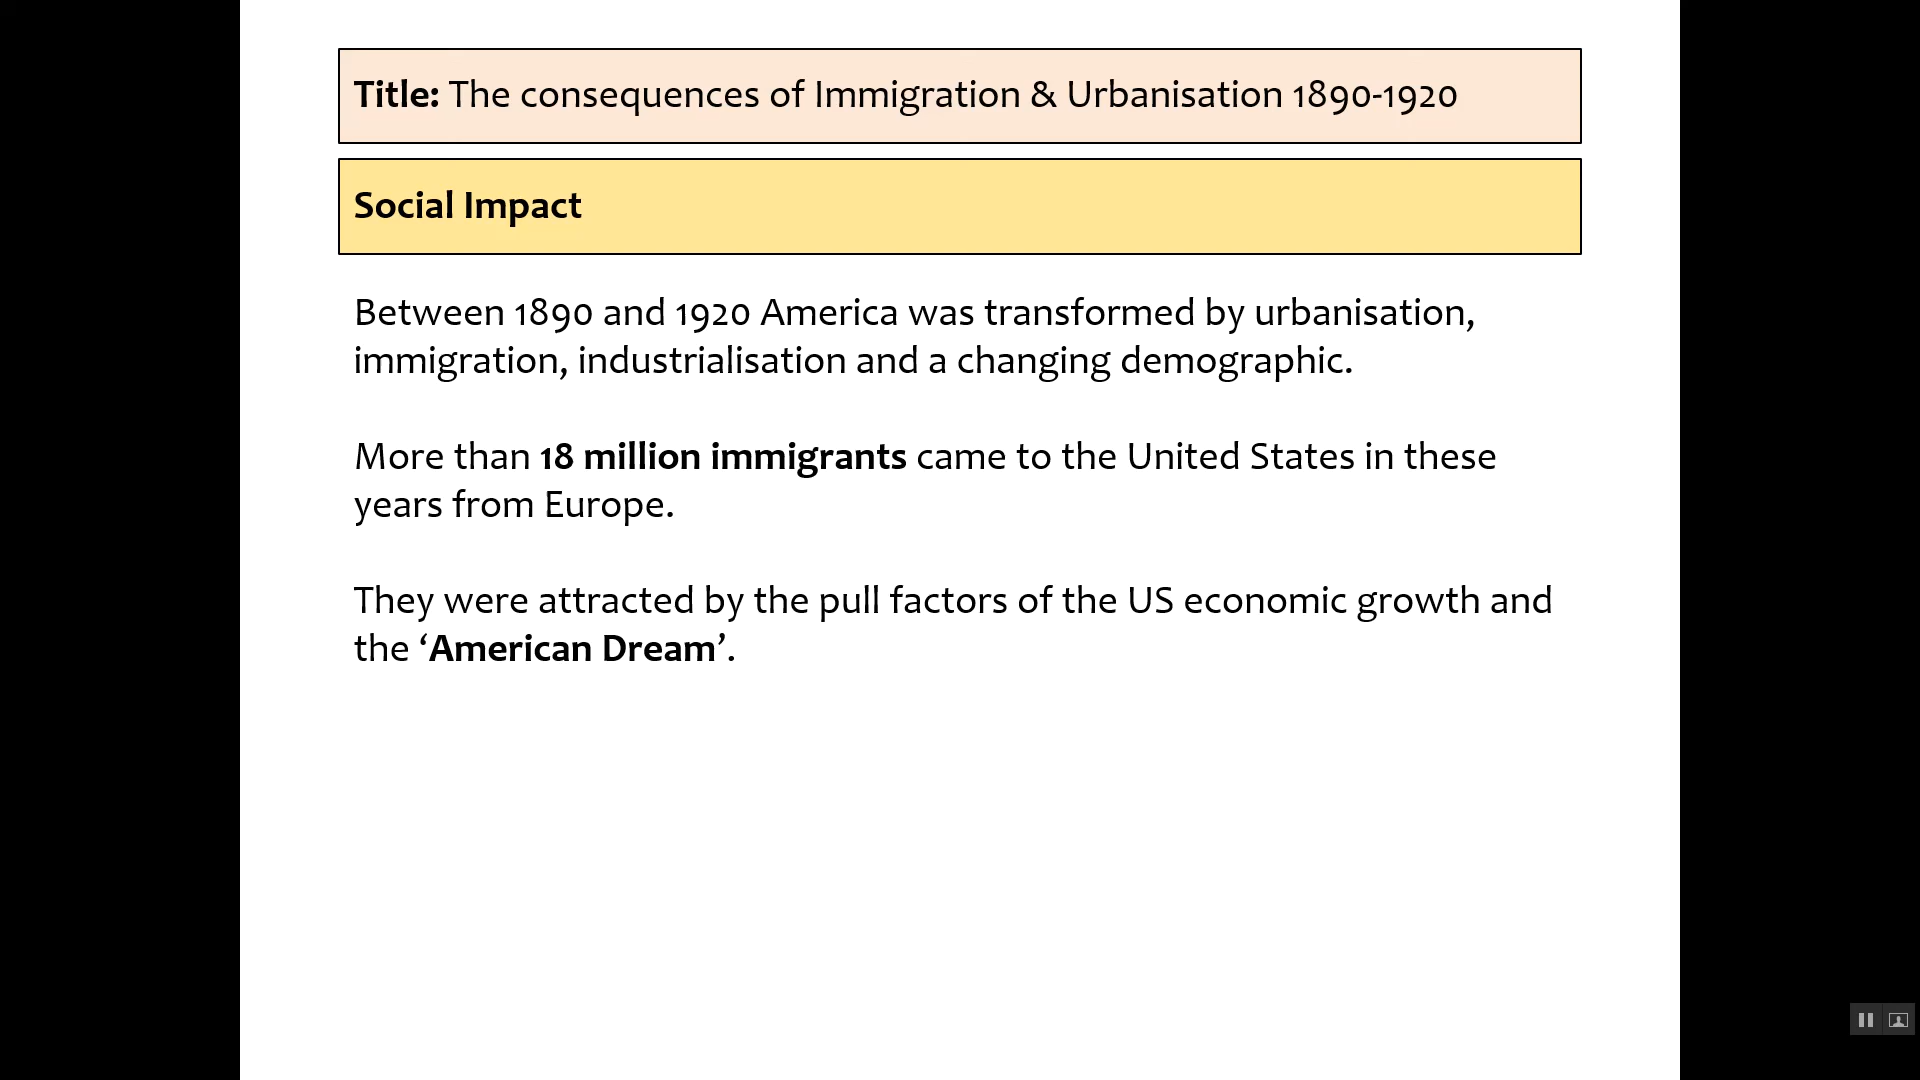 Title: The consequences of Immigration & Urbanisation 1890-1920
Social Impact
Between 1890 and 1920 America was transformed by urbanisation,
immigration, industrialisation and a changing demographic.
More than 18 million immigrants came to the United States in these
years from Europe.
They were attracted by the pull factors of the US economic growth and
the ‘American Dream’.